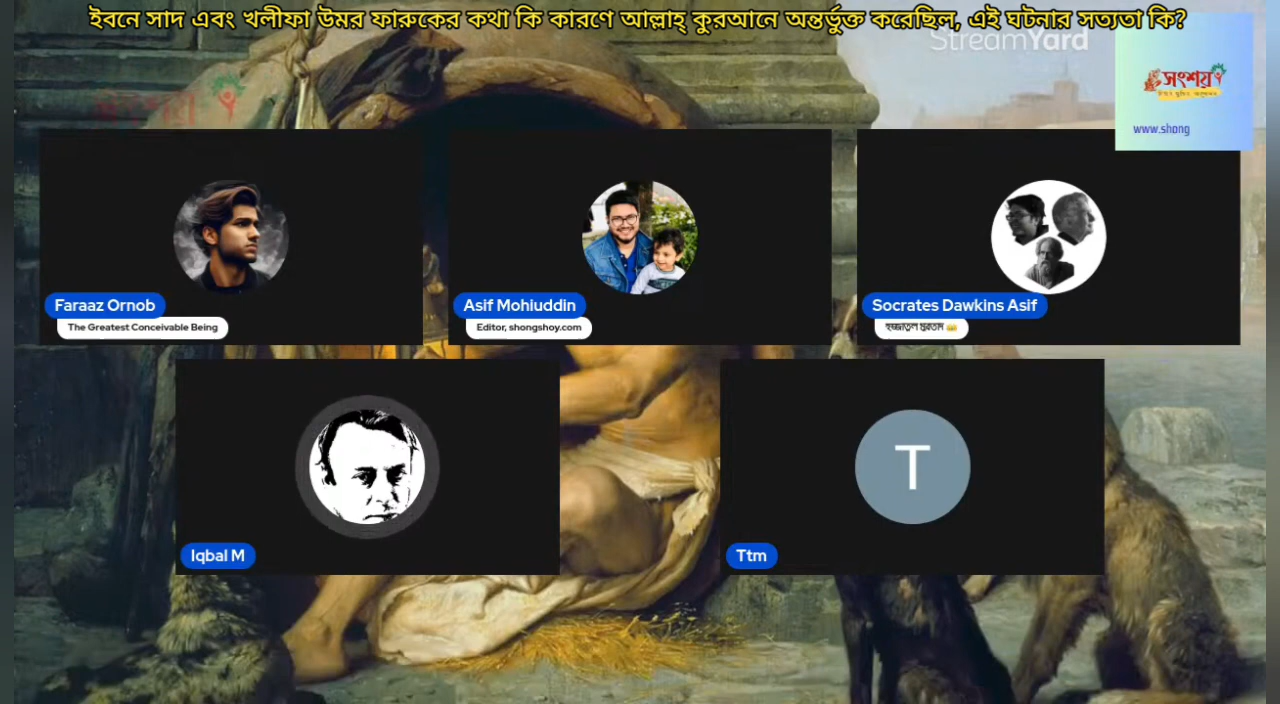 ইবনে সাদ এবং খলীফা উমর ফারুকের কথা কি কারণে আল্লাহ্ কুরআনে অন্তর্ভুক্ত করেছিল, এই ঘটনার সত্যতা কি?
StreamYard
সংশয়
www.shong
Faraaz Ornob
The Greatest Conceivable Being
Asif Mohiuddin
Editor, shongshoy.com
Socrates Dawkins Asif
Iqbal M
T
Ttm